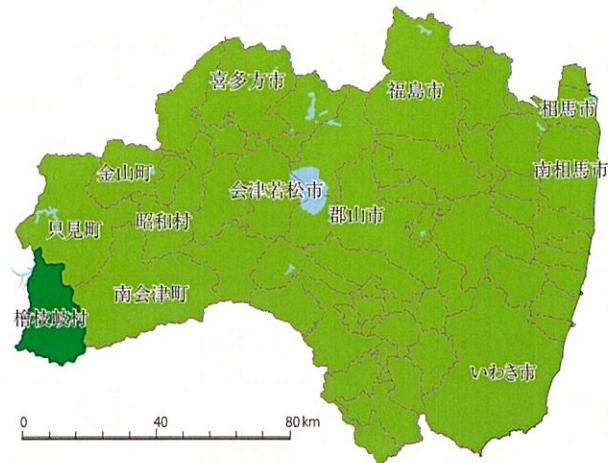 喜多方市
福島市
相馬市
金山町
会津若松市
南相馬市
只見町
昭和村
郡山市
檜枝岐村
南会津町
いわき市
0 40 80 km